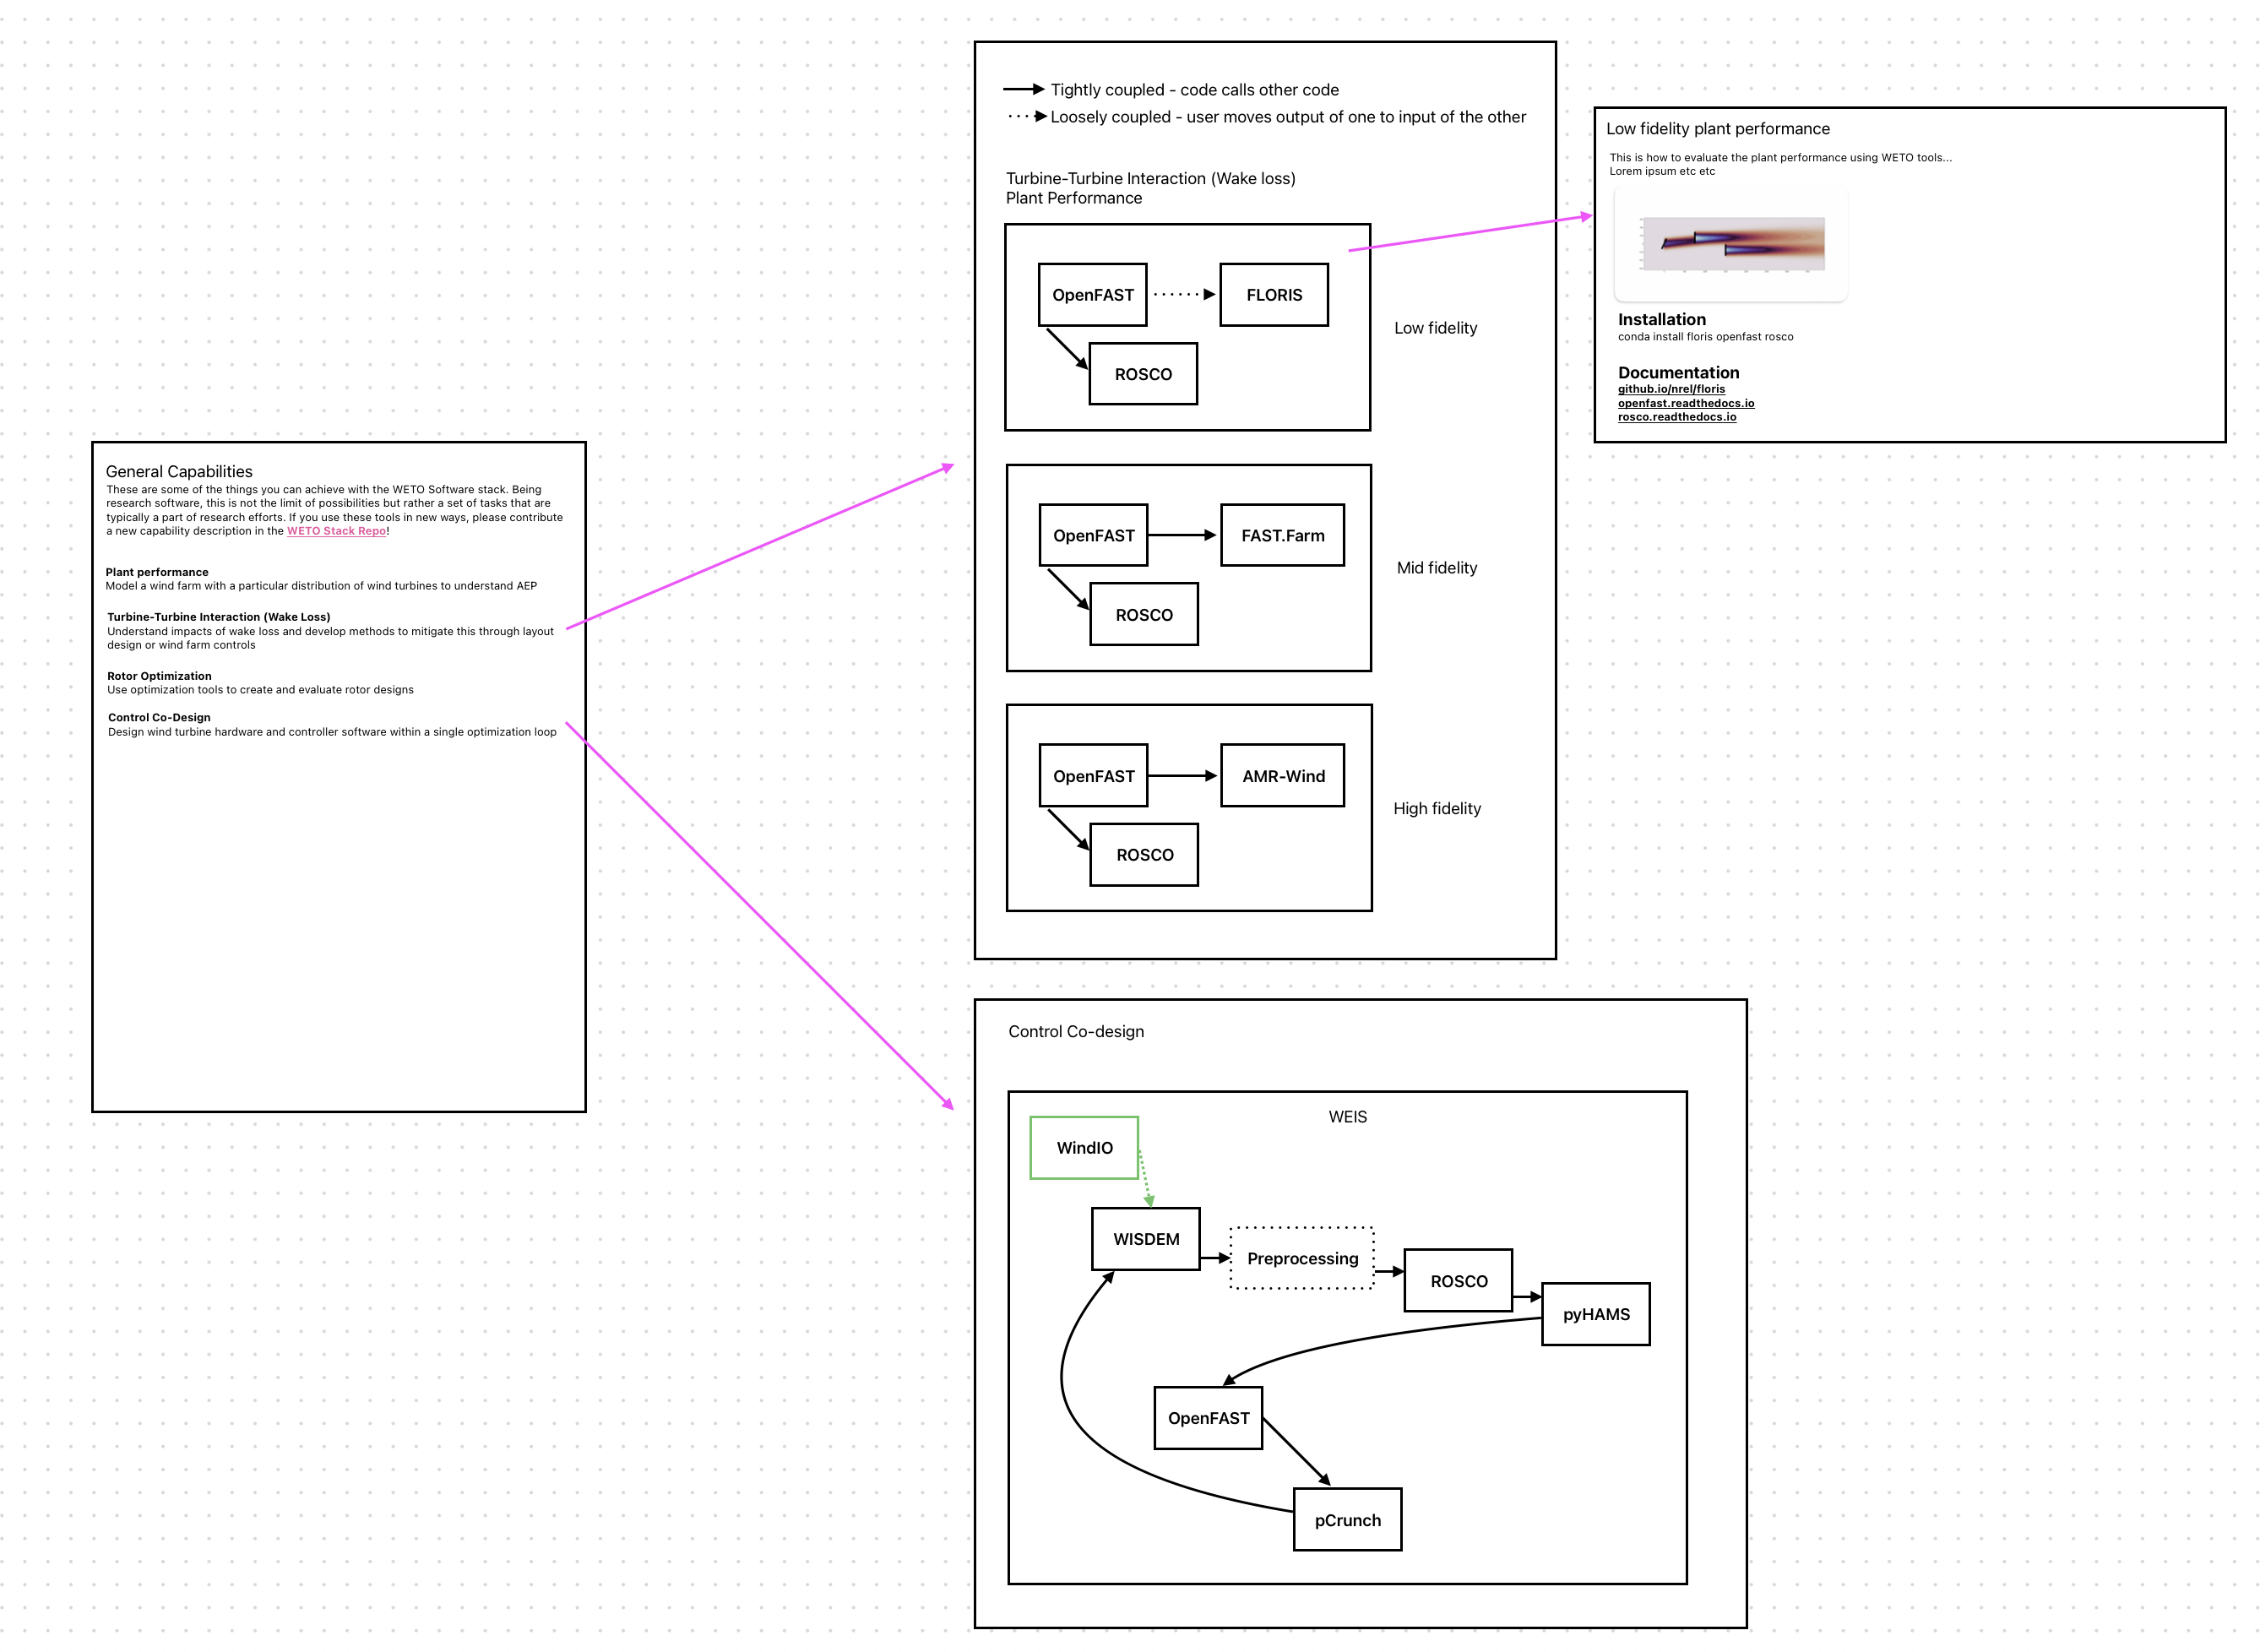 General Capabilities
These are some of the things you can achieve with the WETO Software stack. Being
research software, this is not the limit of possibilities but rather a set of tasks that are
typically a part of research efforts. If you use these tools in new ways, please contribute
a new capability description in the WETO Stack Repo!
Plant performance
Model a wind farm with a particular distribution of wind turbines to understand AEP
Turbine-Turbine Interaction (Wake Loss)
Understand impacts of wake loss and develop methods to mitigate this through layout
design or wind farm controls
Rotor Optimization
Use optimization tools to create and evaluate rotor designs
Control Co-Design
Design wind turbine hardware and controller software within a single optimization loop
Tightly coupled - code calls other code
Loosely coupled - user moves output of one to input of the other
Turbine-Turbine Interaction (Wake loss)
Plant Performance
OpenFAST
FLORIS
ROSCO
Low fidelity
OpenFAST
FAST.Farm
ROSCO
Mid fidelity
OpenFAST
AMR-Wind
ROSCO
High fidelity
Low fidelity plant performance
This is how to evaluate the plant performance using WETO tools...
Lorem ipsum etc etc
Installation
conda install floris openfast rosco
Documentation
github.io/nrel/floris
openfast.readthedocs.io
rosco.readthedocs.io
Control Co-design
WEIS
WindIO
WISDEM
Preprocessing
ROSCO
pyHAMS
OpenFAST
pCrunch